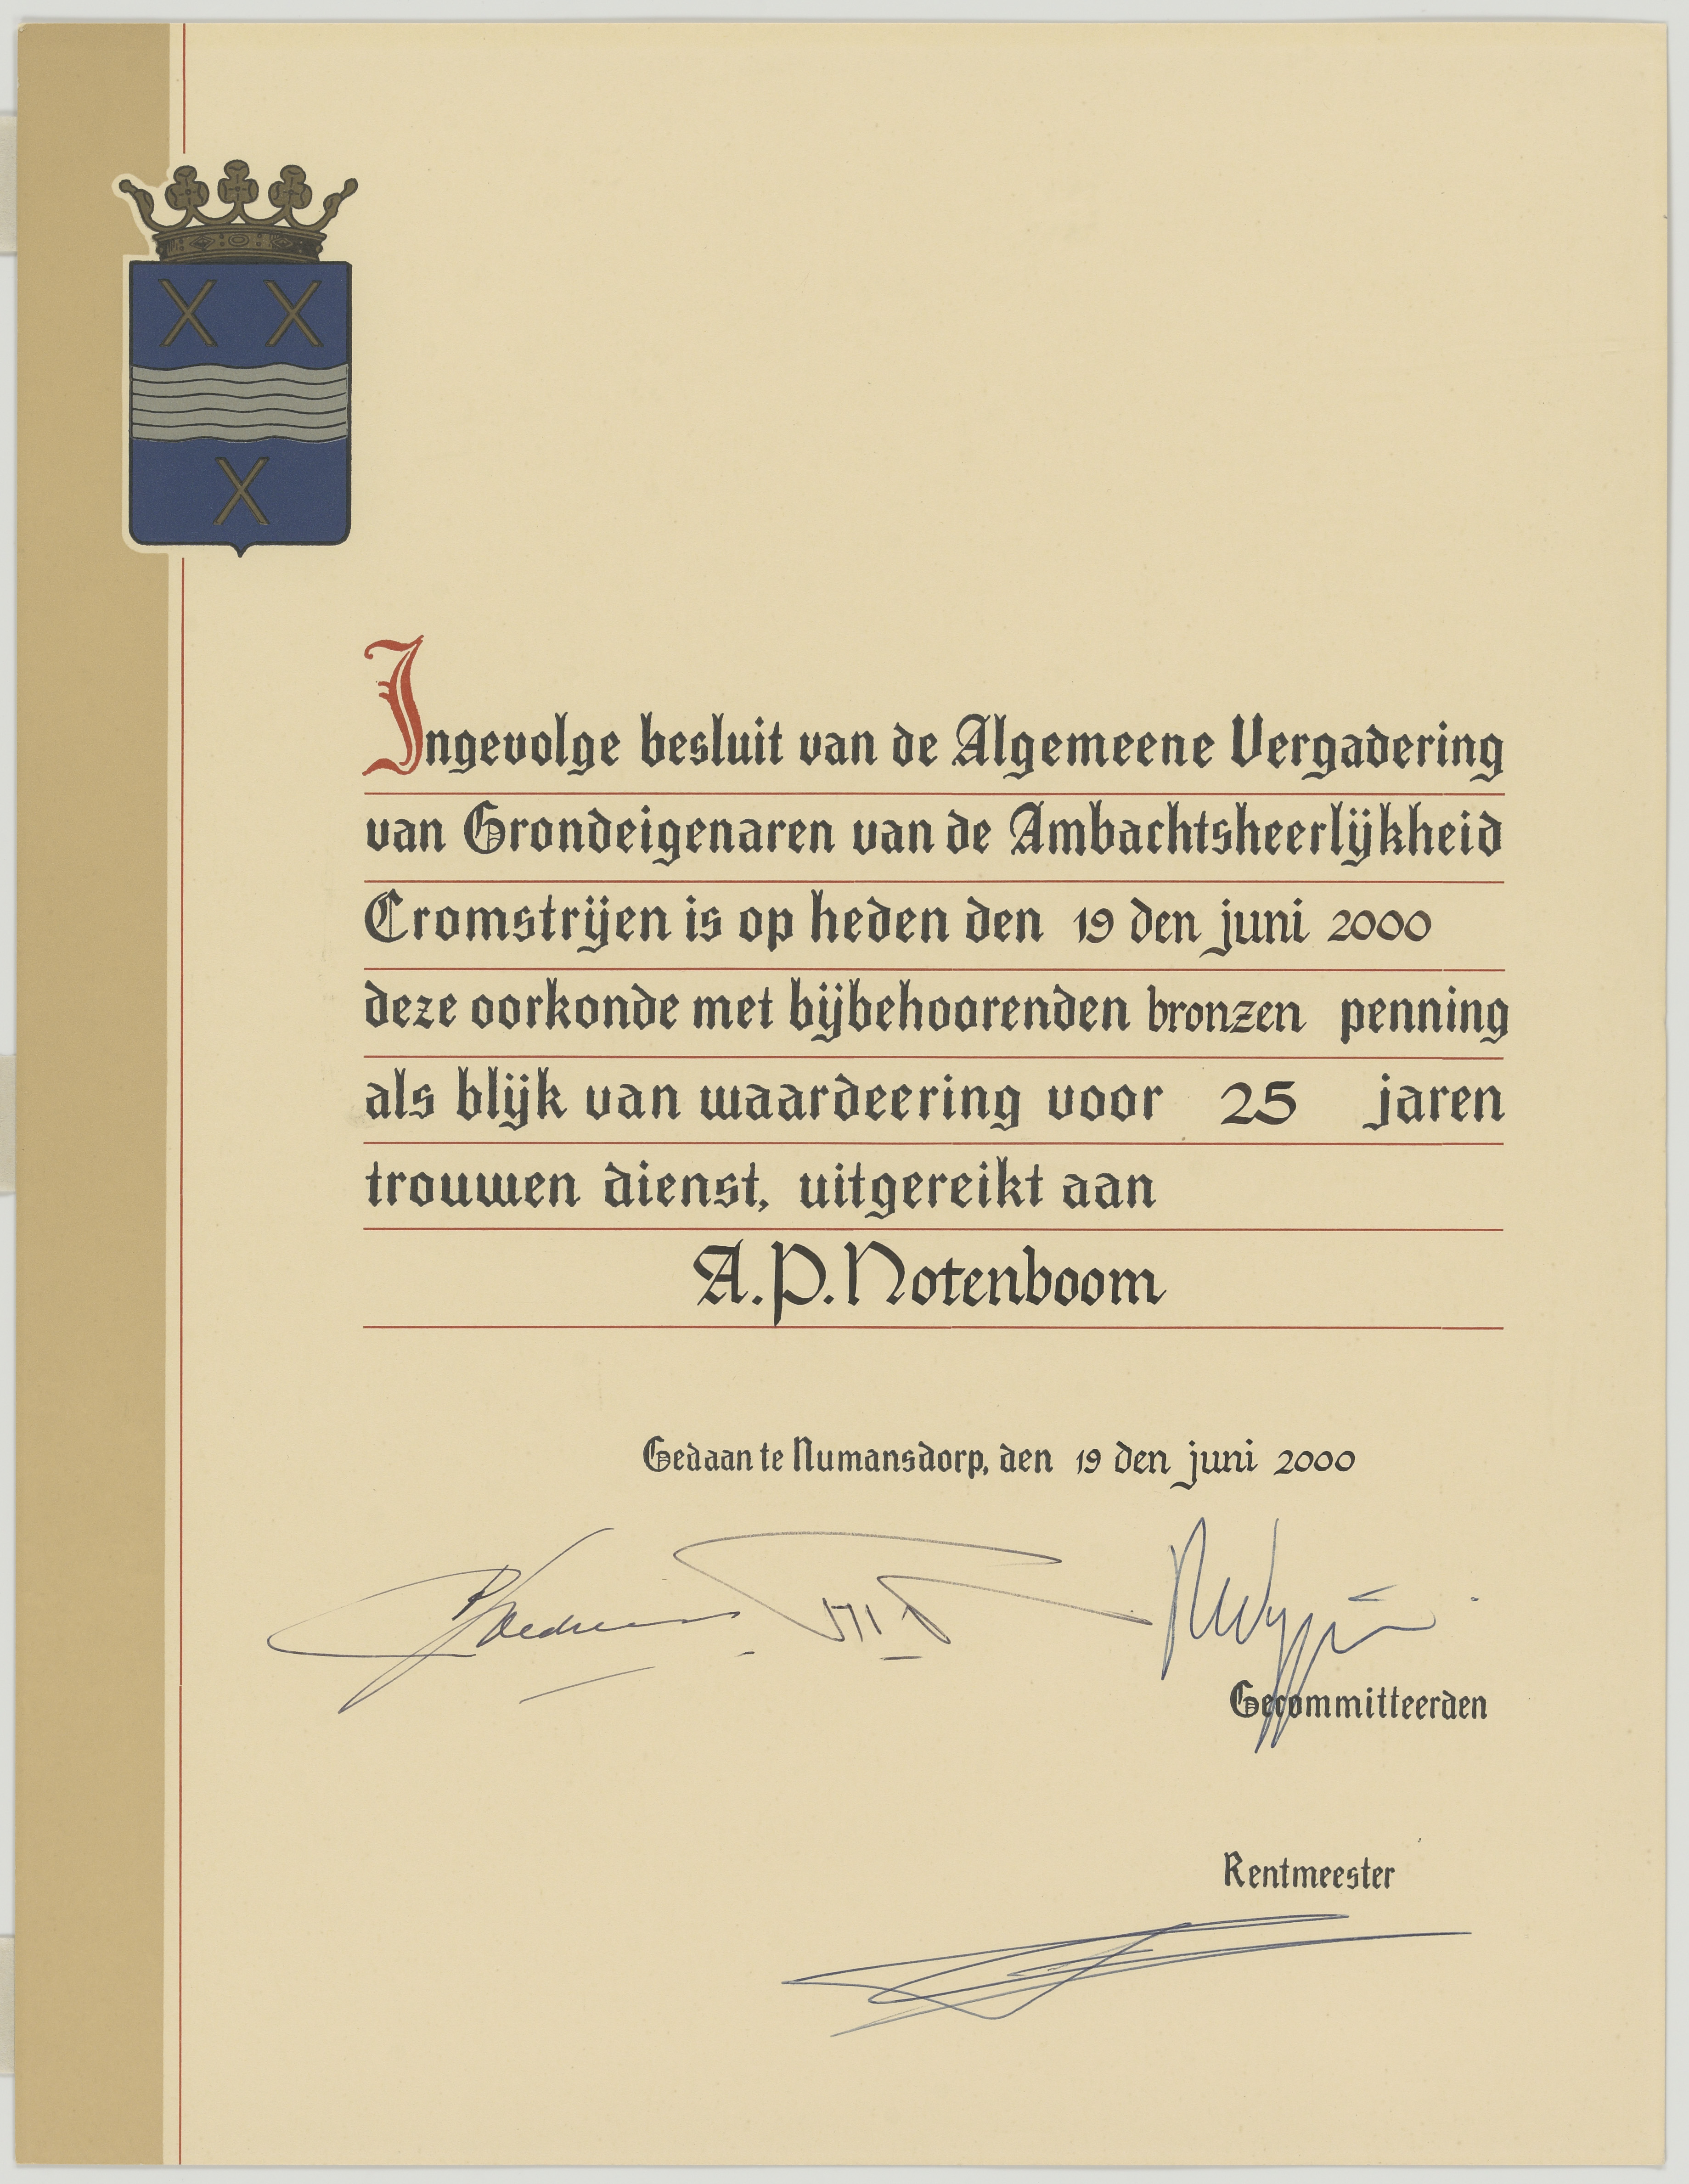 Ingevolge besluit van de Algemeene Vergadering
van Grondeigenaren van de Ambachtsheerlijkheid
Cromstrijen is op heden den 19 den juni 2000
deze oorkonde met bijbehoorenden bronzen penning
als blijk van waardeering voor 25 jaren
trouwen dienst, uitgereikt aan
A.P. Notenboom
Gedaan te Numansdorp, den 19 den juni 2000
Gecommitteerden
Rentmeester